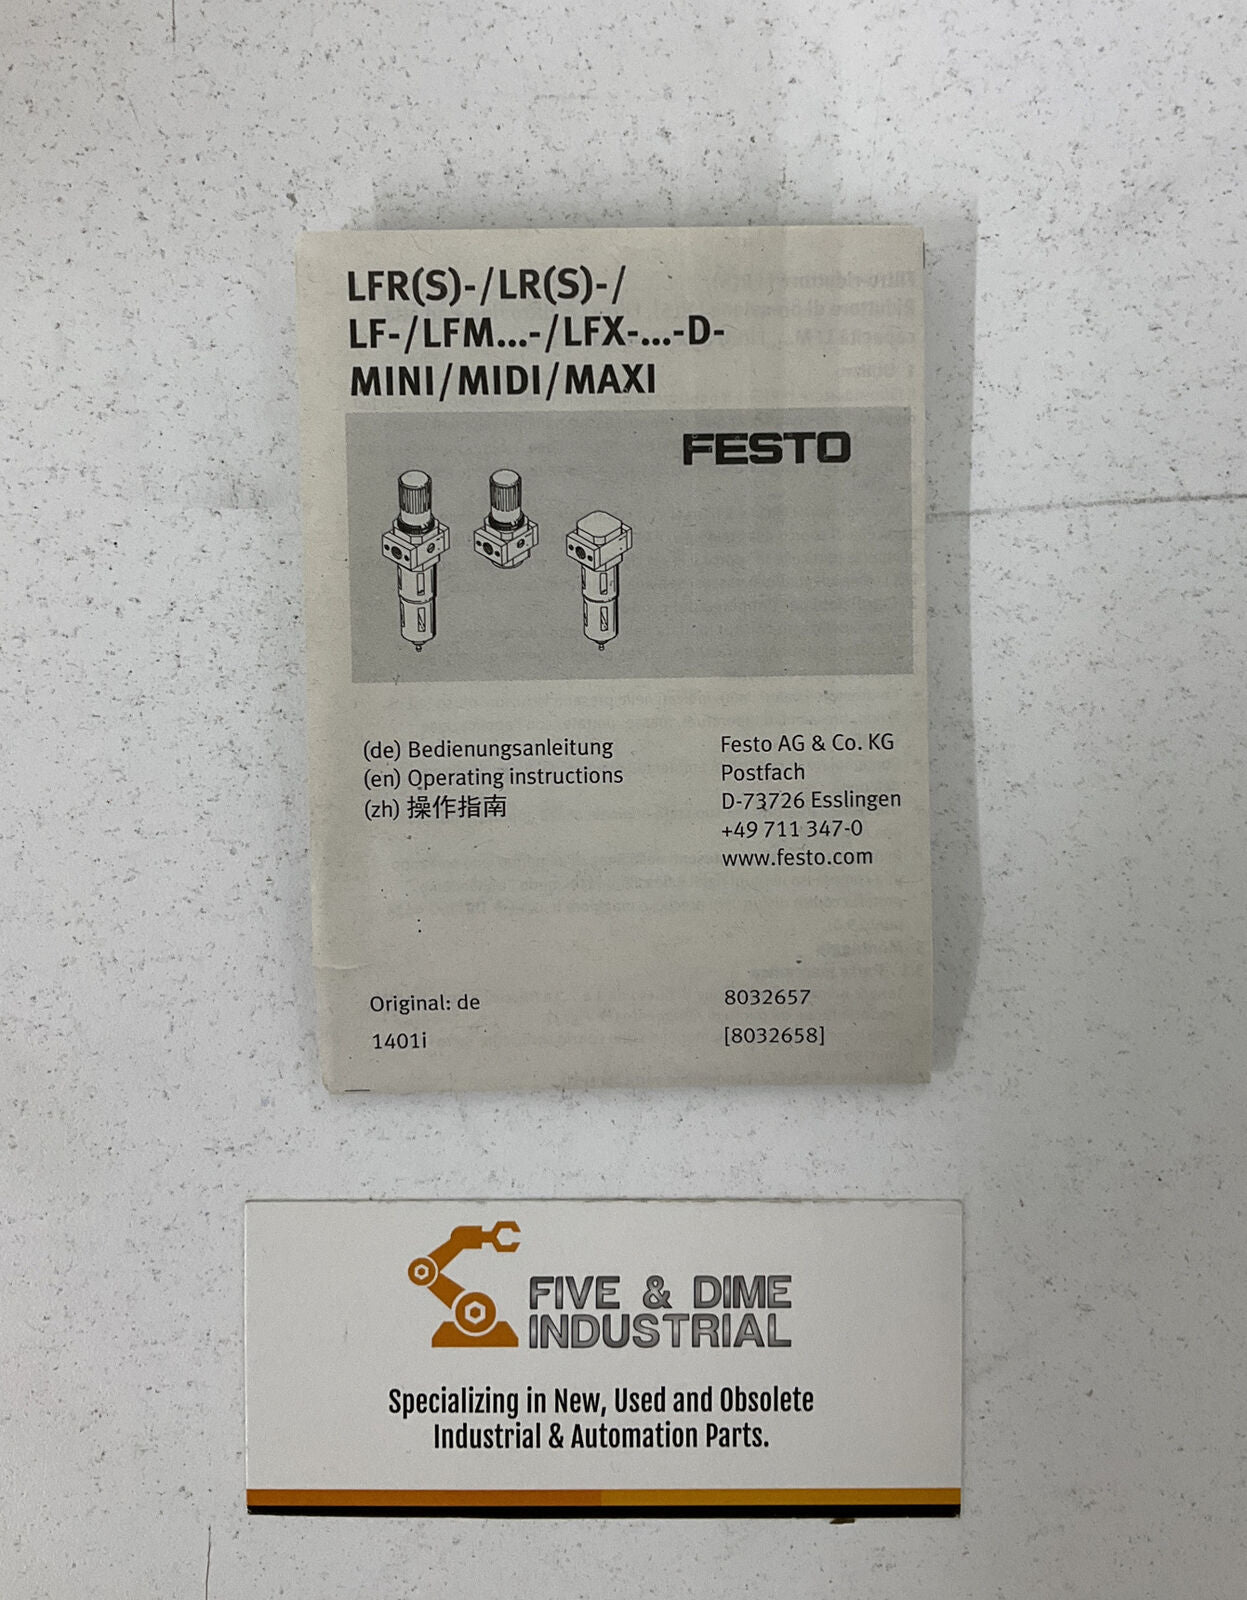 LFR(S)-/LR(S)-/
LF-/LFM...-/LFX-...-D-
MINI/MIDI/MAXI
FESTO
(de) Bedienungsanleitung
(en) Operating instructions
(zh) 操作指南
Festo AG & Co. KG
Postfach
D-73726 Esslingen
+49 711 347-0
www.festo.com
Original: de
1401i
8032657
[8032658]
FIVE & DIME
INDUSTRIAL
Specializing in New, Used and Obsolete
Industrial & Automation Parts.